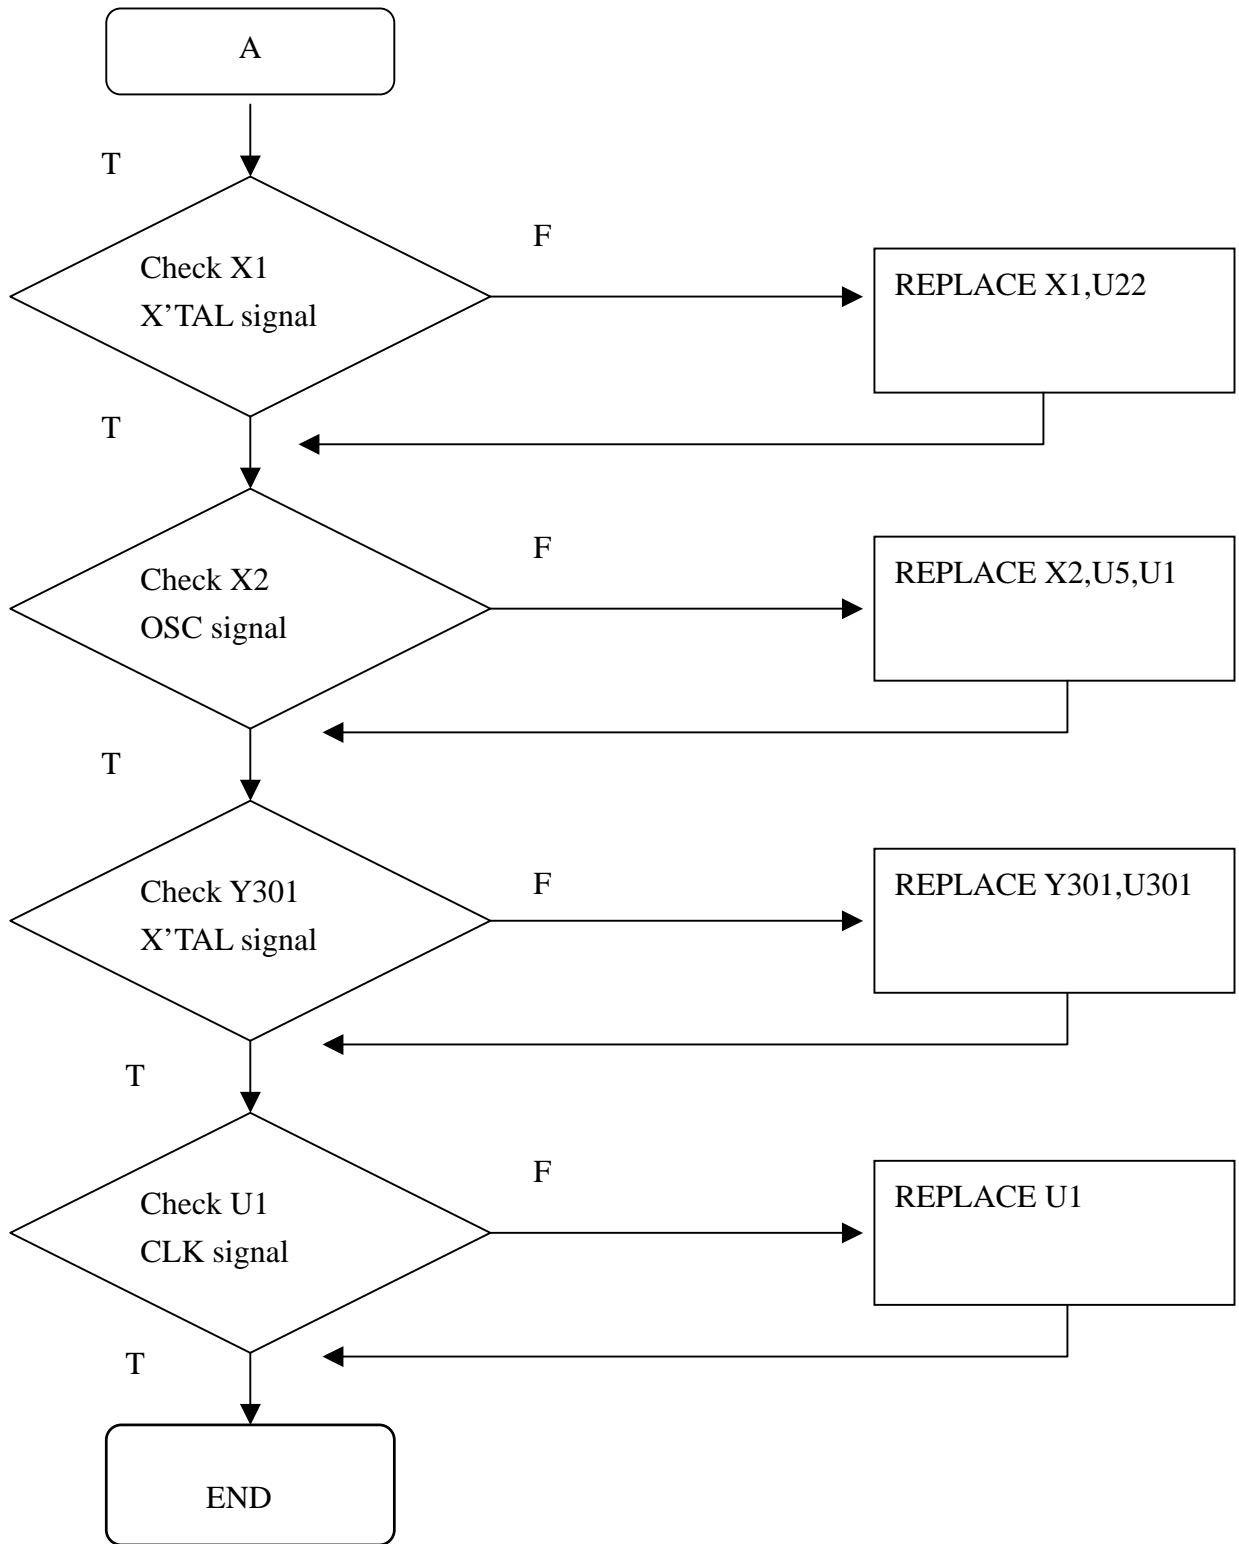 A
T
F
Check X1
X’TAL signal
REPLACE X1,U22
T
F
Check X2
OSC signal
REPLACE X2,U5,U1
T
F
Check Y301
X’TAL signal
REPLACE Y301,U301
T
F
Check U1
CLK signal
REPLACE U1
T
END